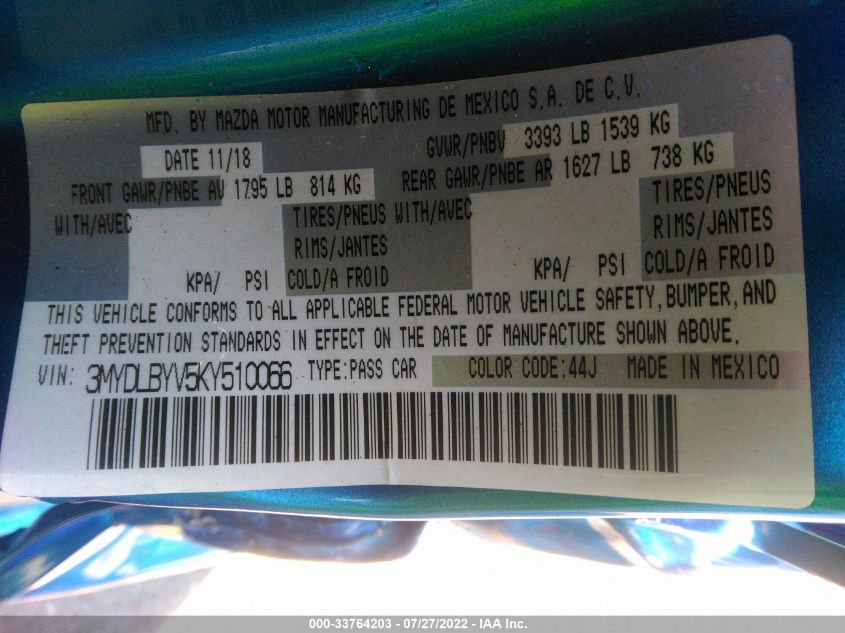 MFD. BY MAZDA MOTOR MANUFACTURING DE MEXICO S.A. DE C.V.
DATE 11/18 GVWR/PNBV 3393 LB 1539 KG
FRONT GAWR/PNBE AV 1795 LB 814 KG REAR GAWR/PNBE AR 1627 LB 738 KG
WITH/AVEC TIRES/PNEUS WITH/AVEC TIRES/PNEUS
RIMS/JANTES RIMS/JANTES
KPA/ PSI COLD/A FROID KPA/ PSI COLD/A FROID
THIS VEHICLE CONFORMS TO ALL APPLICABLE FEDERAL MOTOR VEHICLE SAFETY, BUMPER, AND
THEFT PREVENTION STANDARDS IN EFFECT ON THE DATE OF MANUFACTURE SHOWN ABOVE.
VIN: 3MYDLBYV5KY510066 TYPE:PASS CAR COLOR CODE:44J MADE IN MEXICO
000-33764203 - 07/27/2022 - IAA Inc.